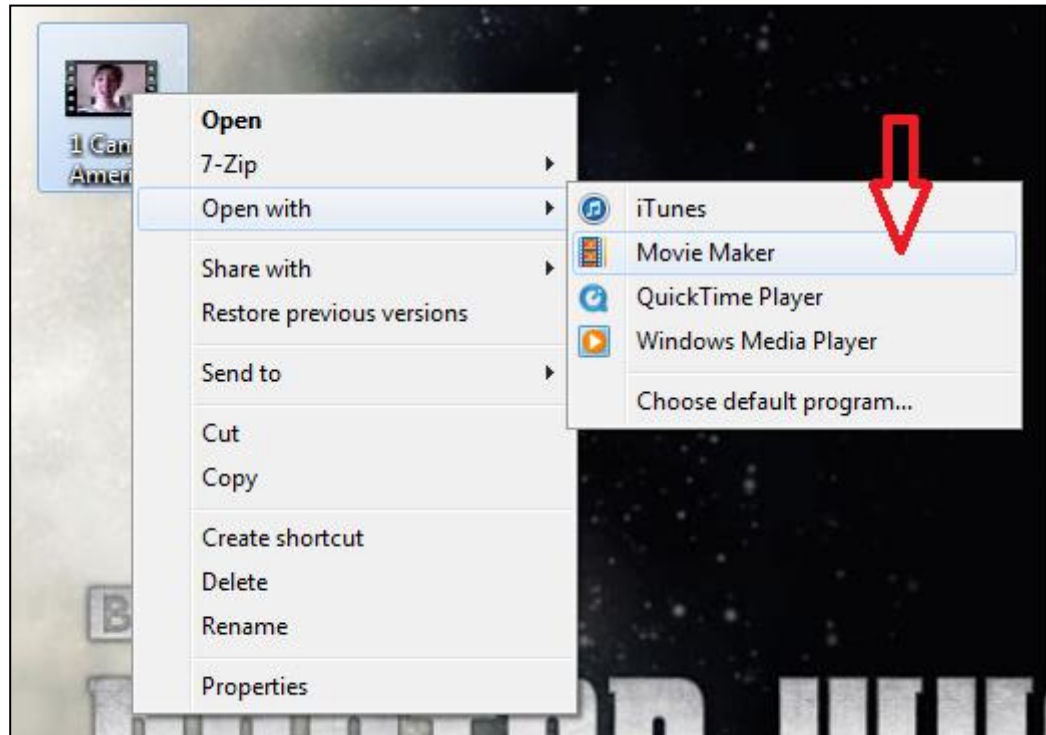 1
Open
7-Zip
Open with
Share with
Restore previous versions
Send to
Cut
Copy
Create shortcut
Delete
Rename
Properties
iTunes
Movie Maker
QuickTime Player
Windows Media Player
Choose default program...